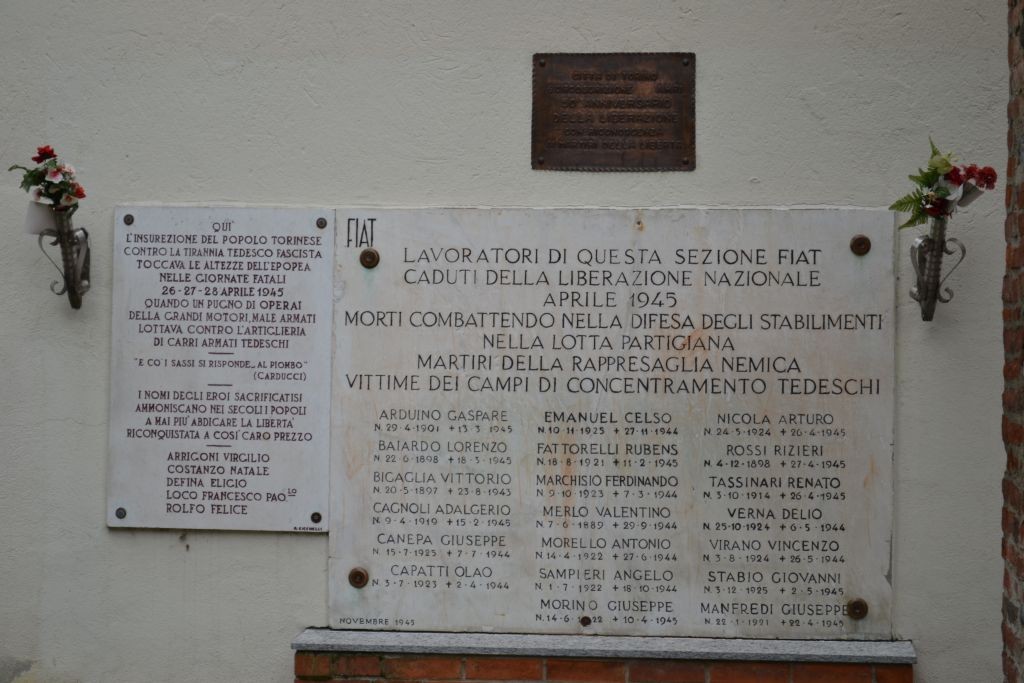 CITTÀ DI TORINO
CIRCOSCRIZIONE
50° ANNIVERSARIO
DELLA LIBERAZIONE
CON RICONOSCENZA
AI MARTIRI DELLA LIBERTÀ
QUI
L'INSUREZIONE DEL POPOLO TORINESE
CONTRO LA TIRANNIA TEDESCO FASCISTA
TOCCAVA LE ALTEZZE DELL'EPOPEA
NELLE GIORNATE FATALI
26-27-28 APRILE 1945
QUANDO UN PUGNO DI OPERAI
DELLA GRANDI MOTORI, MALE ARMATI
LOTTAVA CONTRO L'ARTIGLIERIA
DI CARRI ARMATI TEDESCHI
"E CO' I SASSI SI RISPONDE.. AL PIOMBO"
(CARDUCCI)
I NOMI DEGLI EROI SACRIFICATISI
AMMONISCANO NEI SECOLI I POPOLI
A MAI PIU' ABDICARE LA LIBERTA'
RICONQUISTATA A COSI' CARO PREZZO
ARRIGONI VIRGILIO
COSTANZO NATALE
DEFINA ELIGIO
LOCO FRANCESCO PAO.LO
ROLFO FELICE
FIAT
LAVORATORI DI QUESTA SEZIONE FIAT
CADUTI DELLA LIBERAZIONE NAZIONALE
APRILE 1945
MORTI COMBATTENDO NELLA DIFESA DEGLI STABILIMENTI
NELLA LOTTA PARTIGIANA
MARTIRI DELLA RAPPRESAGLIA NEMICA
VITTIME DEI CAMPI DI CONCENTRAMENTO TEDESCHI
ARDUINO GASPARE
N. 29·4·1901 + 13·3·1945
BAIARDO LORENZO
N. 22·6·1898 + 18·3·1945
BIGAGLIA VITTORIO
N. 20·5·1897 + 23·8·1943
CAGNOLI ADALGERIO
N. 9·4·1919 + 15·2·1945
CANEPA GIUSEPPE
N. 15·7·1925 + 7·7·1944
CAPATTI OLAO
N. 3·7·1923 + 2·4·1944
EMANUEL CELSO
N. 10·11·1923 + 27·11·1944
FATTORELLI RUBENS
N. 18·8·1921 + 11·2·1945
MARCHISIO FERDINANDO
N. 9·10·1923 + 7·3·1944
MERLO VALENTINO
N. 7·6·1889 + 29·9·1944
MORELLO ANTONIO
N. 14·4·1922 + 27·6·1944
SAMPIERI ANGELO
N. 1·7·1922 + 18·10·1944
MORINO GIUSEPPE
N. 14·6· + 10·4·1945
NICOLA ARTURO
N. 24·5·1924 + 26·4·1945
ROSSI RIZIERI
N. 4·12·1898 + 27·4·1945
TASSINARI RENATO
N. 3·10·1914 + 26·4·1945
VERNA DELIO
N. 25·10·1924 + 6·5·1944
VIRANO VINCENZO
N. 3·8·1924 + 26·5·1944
STABIO GIOVANNI
N. 3·12·1925 + 2·5·1945
MANFREDI GIUSEPPE
N. 22·1·1921 + 22·4·1945
NOVEMBRE 1945